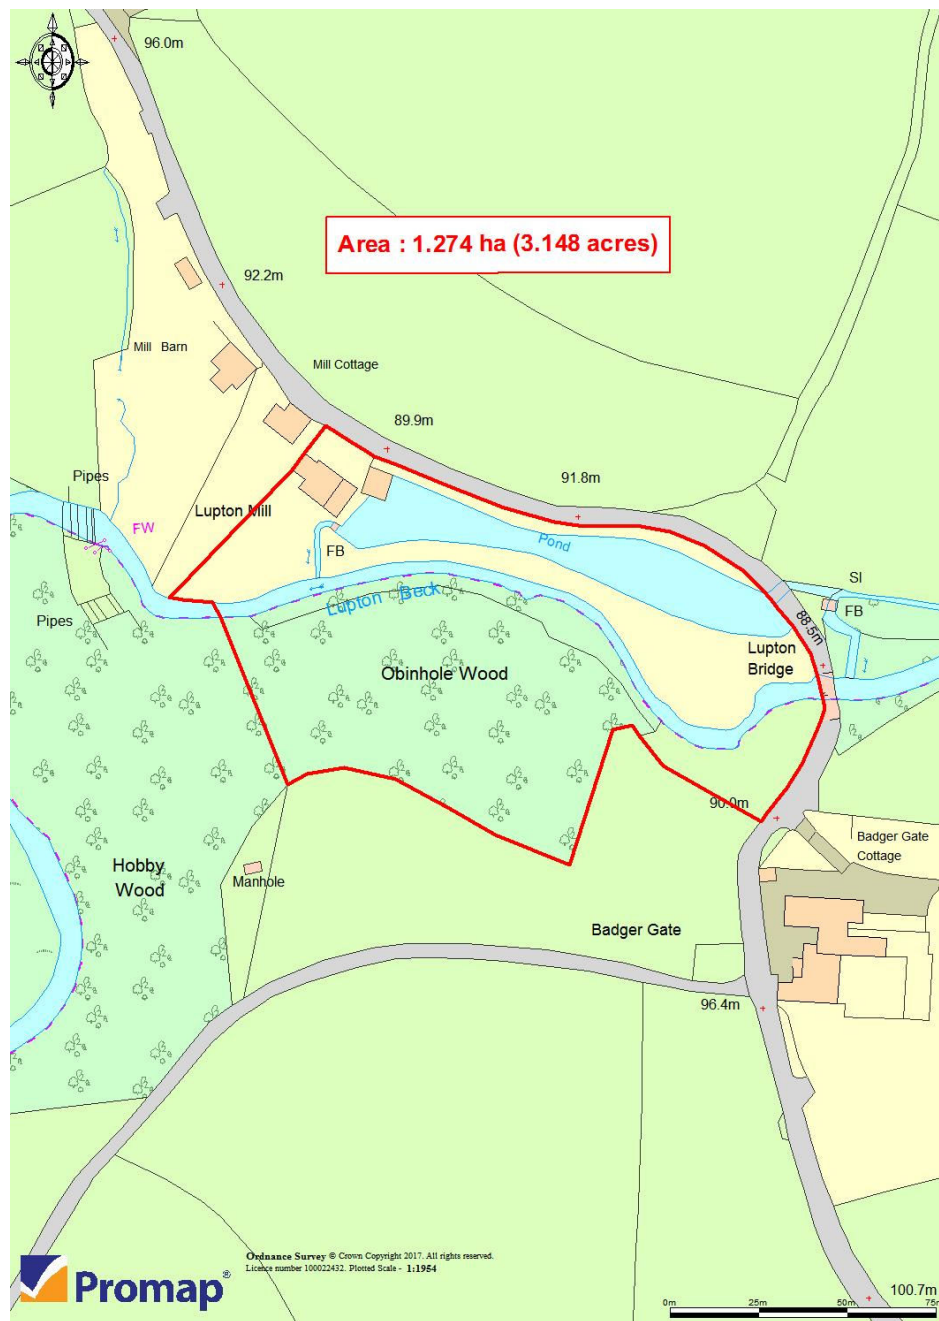 96.0m
Area : 1.274 ha (3.148 acres)
92.2m
Mill Barn
Mill Cottage
89.9m
91.8m
Pipes
Lupton Mill
FW
Pond
FB
SI
Lupton Beck
FB
88.5m
Pipes
Lupton
Bridge
Obinhole Wood
90.0m
Badger Gate
Cottage
Hobby
Wood
Manhole
Badger Gate
96.4m
Ordnance Survey © Crown Copyright 2017. All rights reserved.
Licence number 100022432. Plotted Scale - 1:1954
Promap®
100.7m
0m 25m 50m 75m